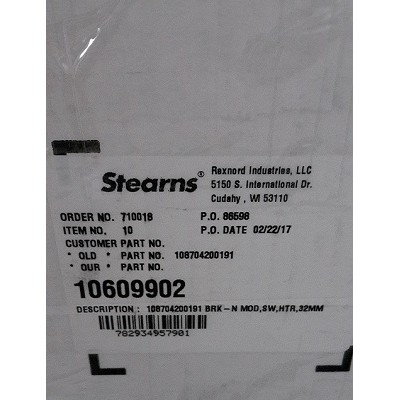 Stearns® Rexnord Industries, LLC
5150 S. International Dr.
Cudahy , WI 53110
ORDER NO. 710016 P.O. 86598
ITEM NO. 10 P.O. DATE 02/22/17
CUSTOMER PART NO.
" OLD " PART NO. 108704200191
" OUR " PART NO.
10609902
DESCRIPTION : 108704200191 BRK-N MOD,SW,HTR,32MM
782934957901